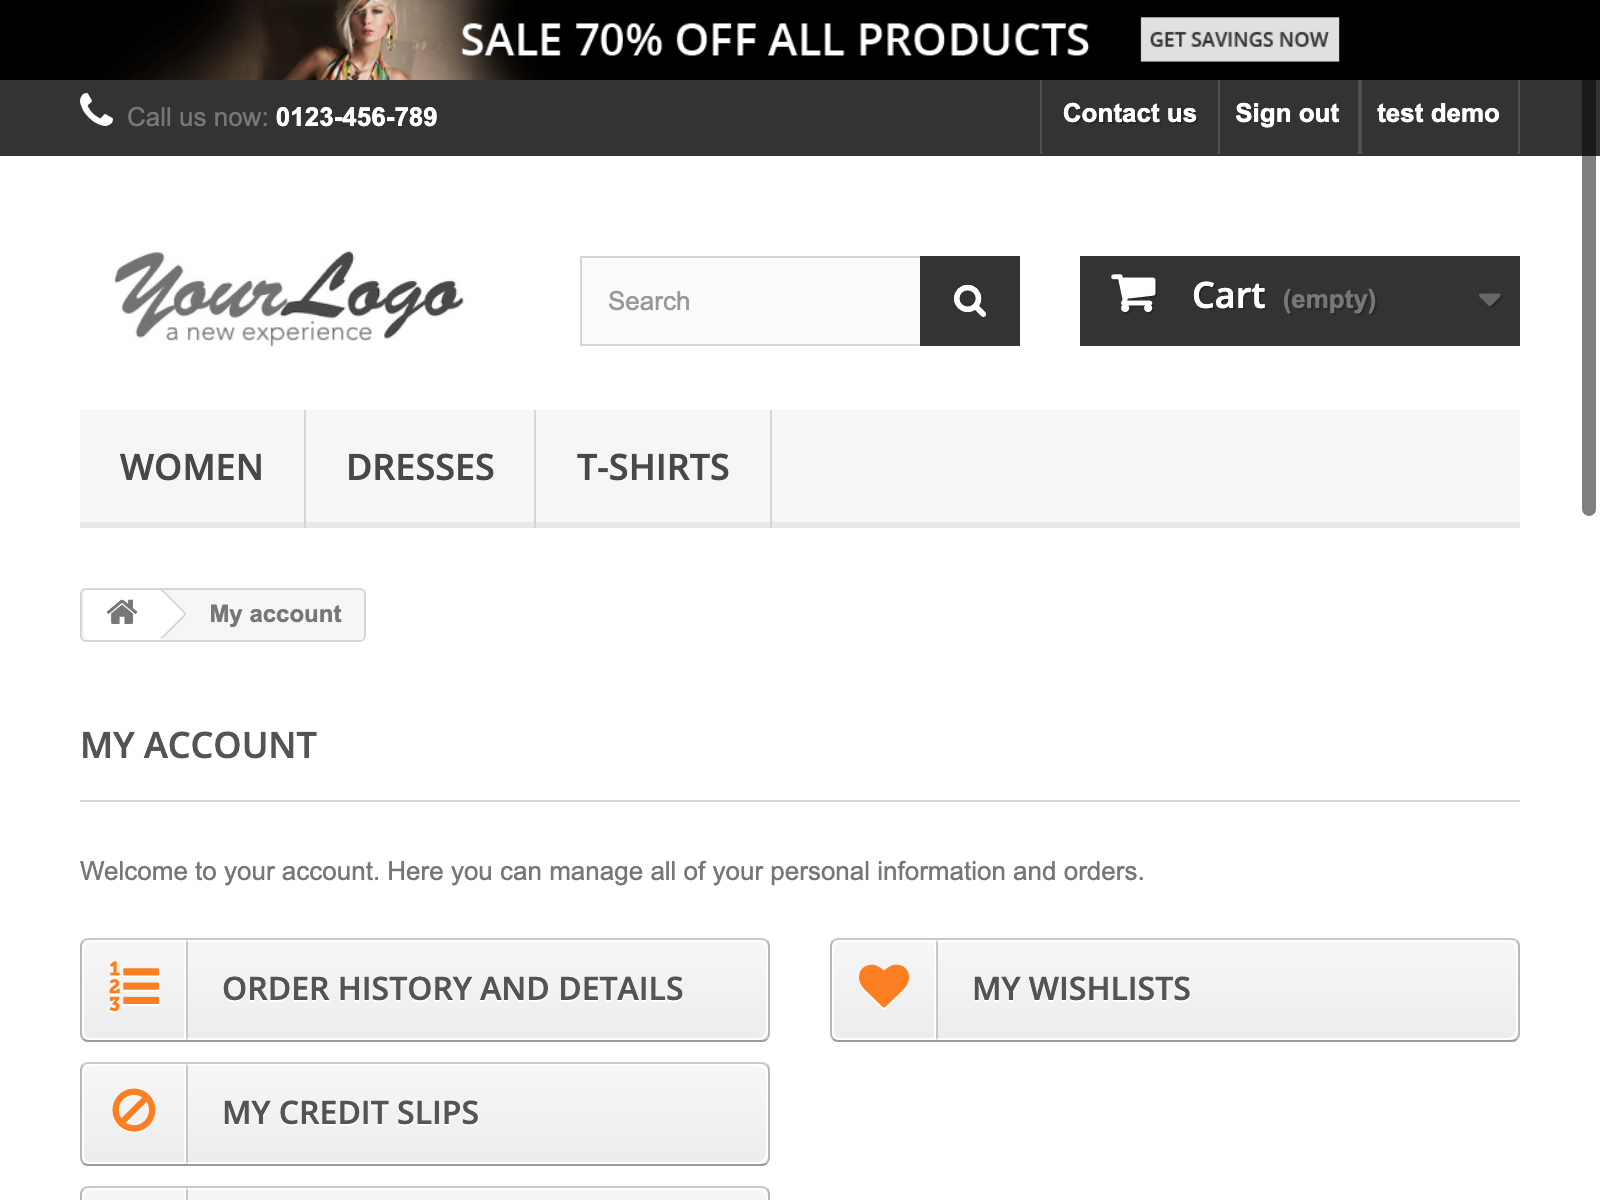 SALE 70% OFF ALL PRODUCTS GET SAVINGS NOW
Call us now: 0123-456-789 Contact us Sign out test demo
Your Logo
a new experience
Search
Cart (empty)
WOMEN DRESSES T-SHIRTS
My account
MY ACCOUNT
Welcome to your account. Here you can manage all of your personal information and orders.
1
2
3
ORDER HISTORY AND DETAILS
MY WISHLISTS
MY CREDIT SLIPS